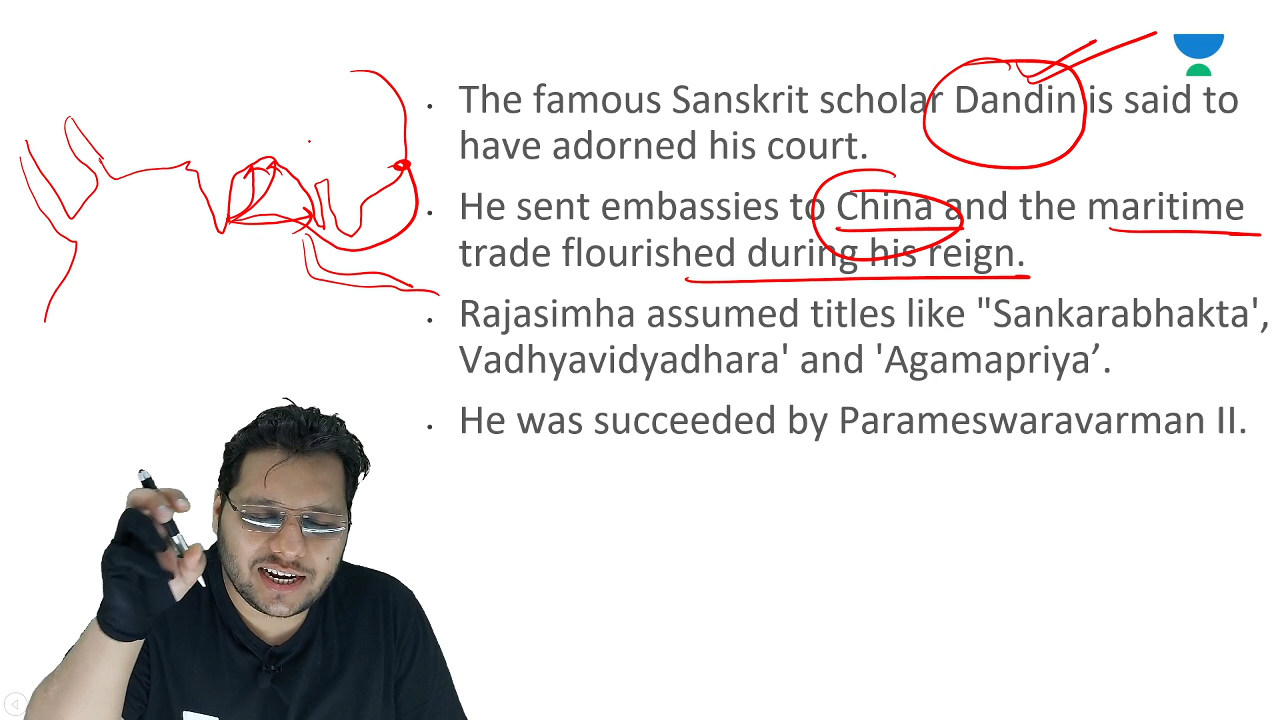 The famous Sanskrit scholar Dandin is said to
have adorned his court.
He sent embassies to China and the maritime
trade flourished during his reign.
Rajasimha assumed titles like "Sankarabhakta',
Vadhyavidyadhara' and 'Agamapriya’.
He was succeeded by Parameswaravarman II.